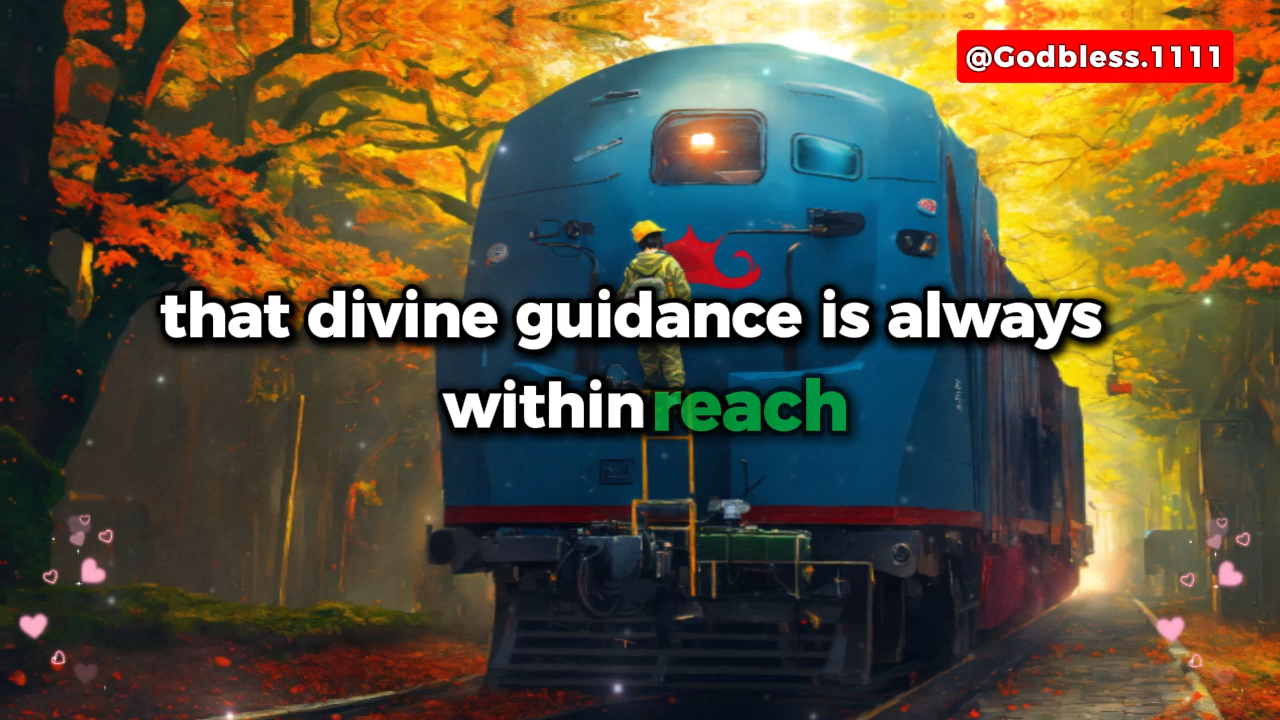 @Godbless.1111
that divine guidance is always
within reach